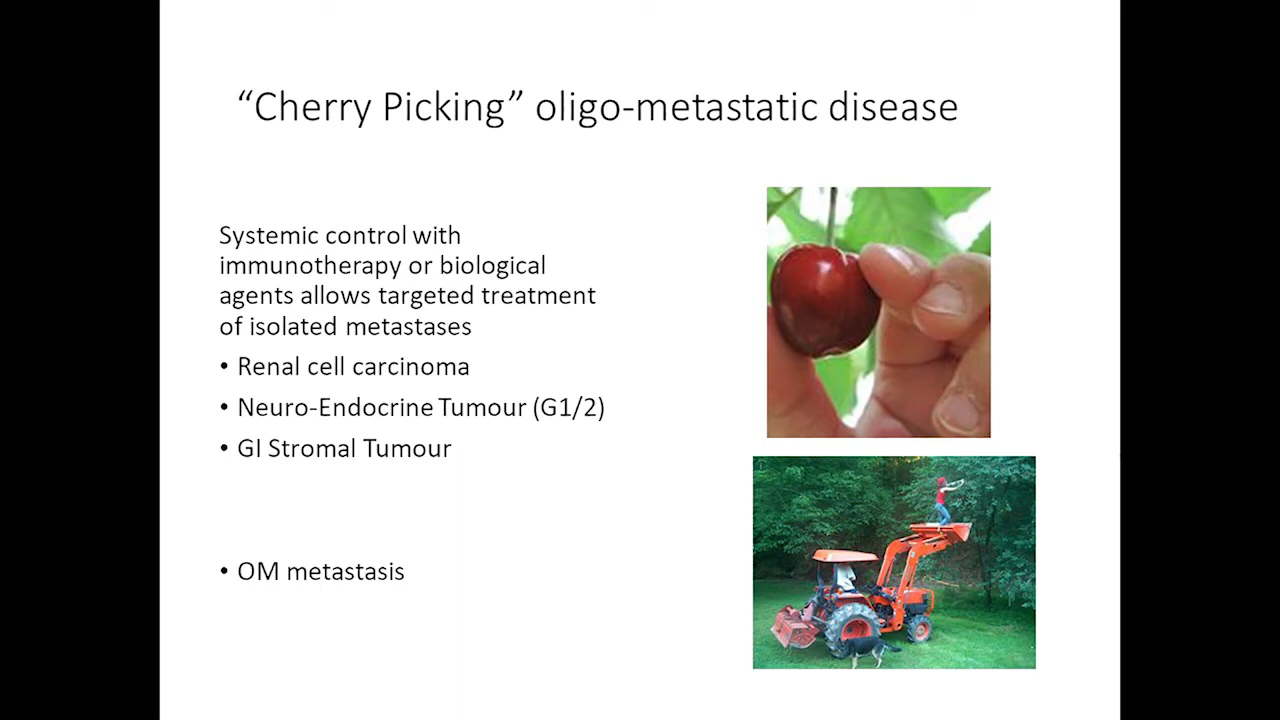 “Cherry Picking” oligo-metastatic disease
Systemic control with
immunotherapy or biological
agents allows targeted treatment
of isolated metastases
• Renal cell carcinoma
• Neuro-Endocrine Tumour (G1/2)
• GI Stromal Tumour
• OM metastasis